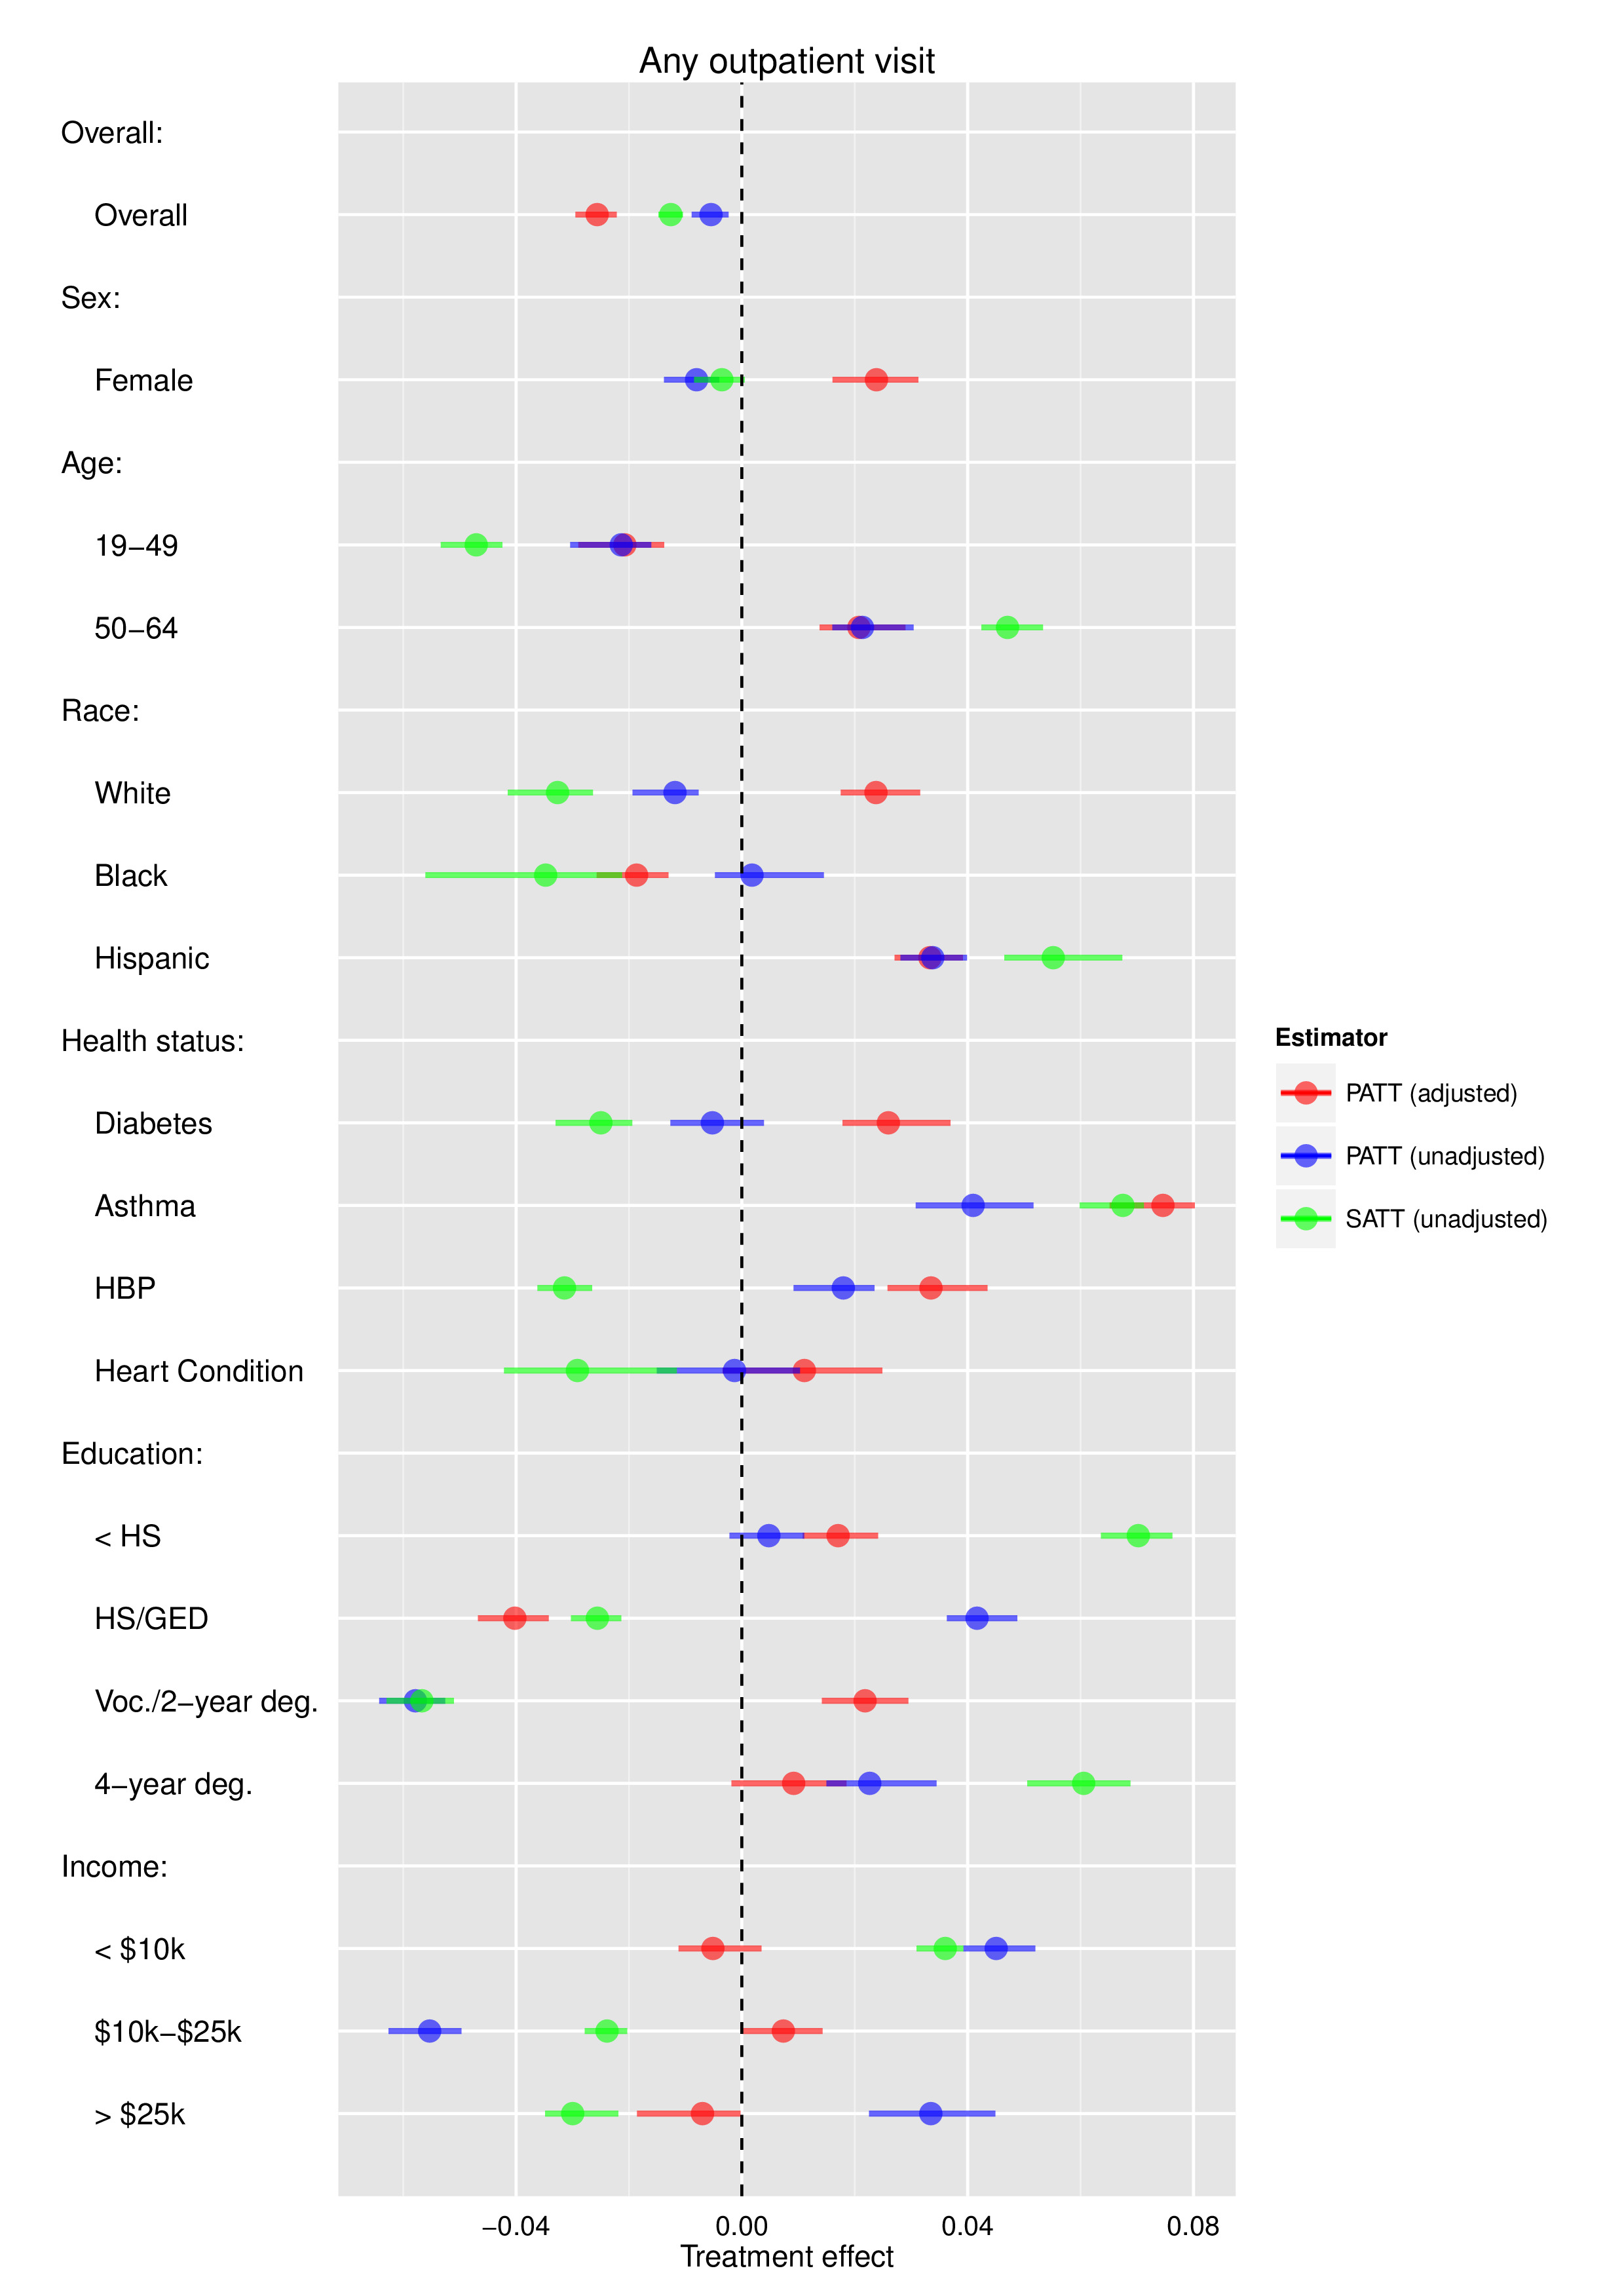 Any outpatient visit
Overall:
Overall
Sex:
Female
Age:
19−49
50−64
Race:
White
Black
Hispanic
Health status:
Diabetes
Asthma
HBP
Heart Condition
Education:
< HS
HS/GED
Voc./2−year deg.
4−year deg.
Income:
< $10k
$10k−$25k
> $25k
−0.04 0.00 0.04 0.08
Treatment effect
Estimator
PATT (adjusted)
PATT (unadjusted)
SATT (unadjusted)